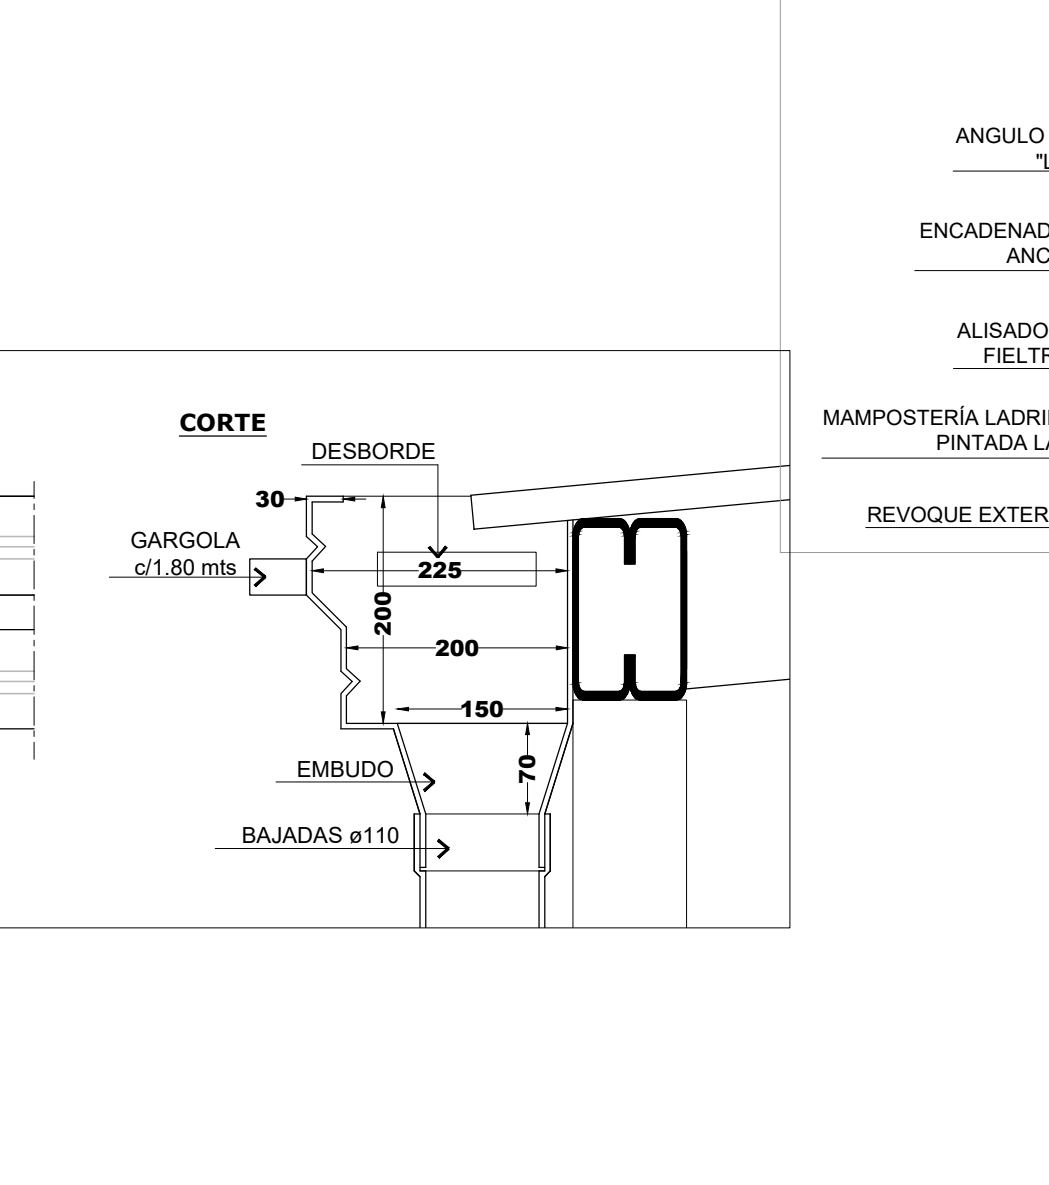 CORTE
DESBORDE
30
GARGOLA
c/1.80 mts
225
200
200
150
70
EMBUDO
BAJADAS ø110
ANGULO
"L
ENCADENAD
ANC
ALISADO
FIELTR
MAMPOSTERÍA LADRI
PINTADA LA
REVOQUE EXTER